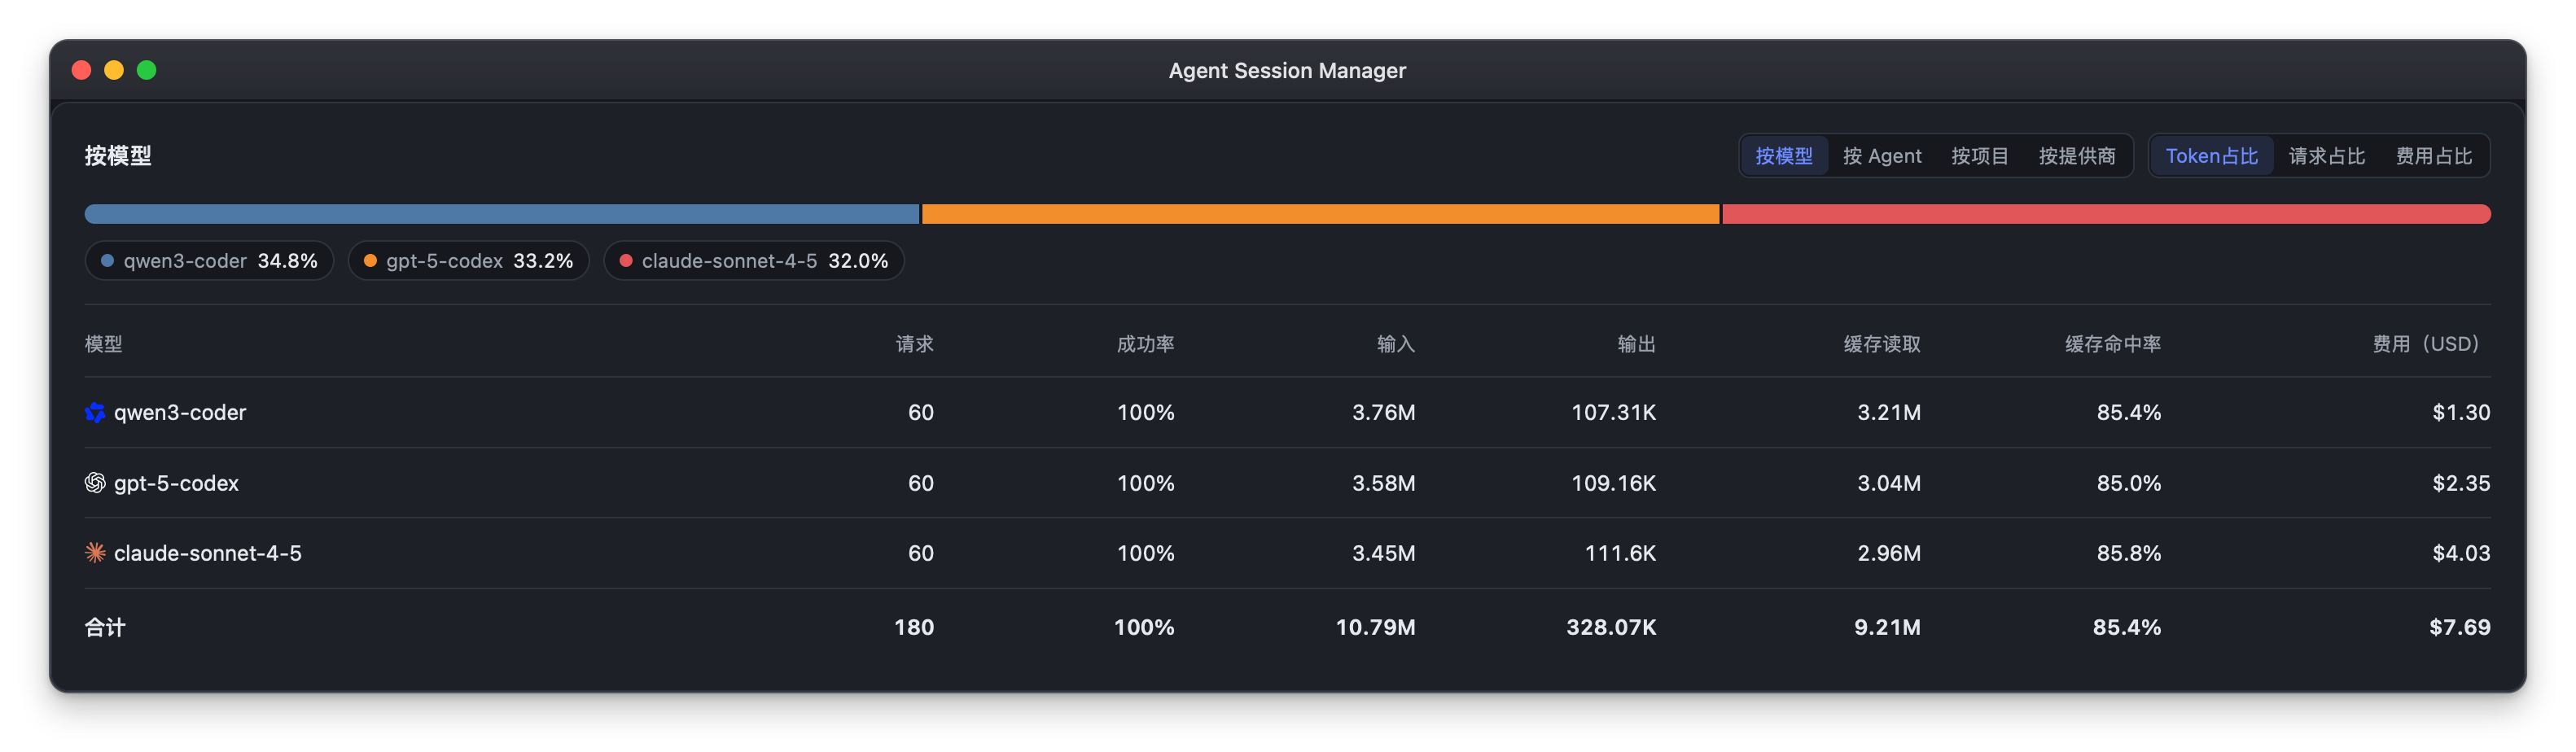 Agent Session Manager
按模型 按模型 按 Agent 按项目 按提供商 Token占比 请求占比 费用占比
qwen3-coder 34.8% gpt-5-codex 33.2% claude-sonnet-4-5 32.0%
模型 请求 成功率 输入 输出 缓存读取 缓存命中率 费用（USD）
qwen3-coder 60 100% 3.76M 107.31K 3.21M 85.4% $1.30
gpt-5-codex 60 100% 3.58M 109.16K 3.04M 85.0% $2.35
claude-sonnet-4-5 60 100% 3.45M 111.6K 2.96M 85.8% $4.03
合计 180 100% 10.79M 328.07K 9.21M 85.4% $7.69